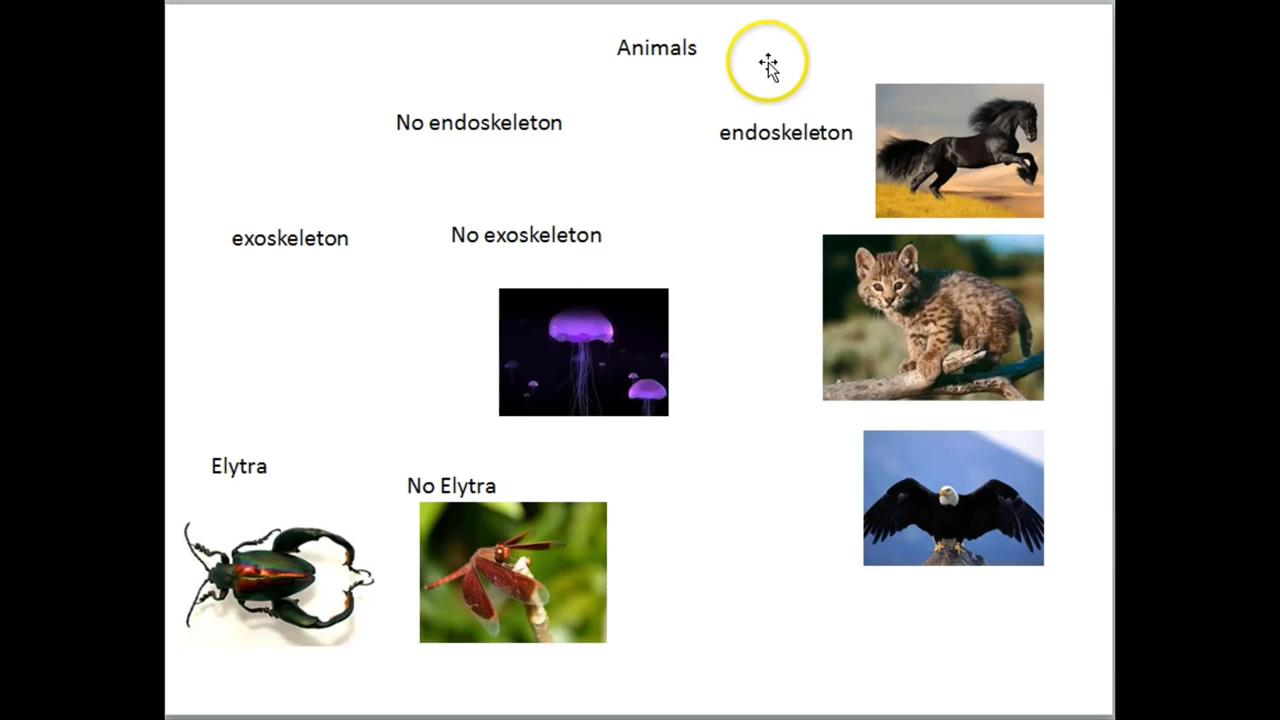 Animals
No endoskeleton
endoskeleton
exoskeleton
No exoskeleton
Elytra
No Elytra